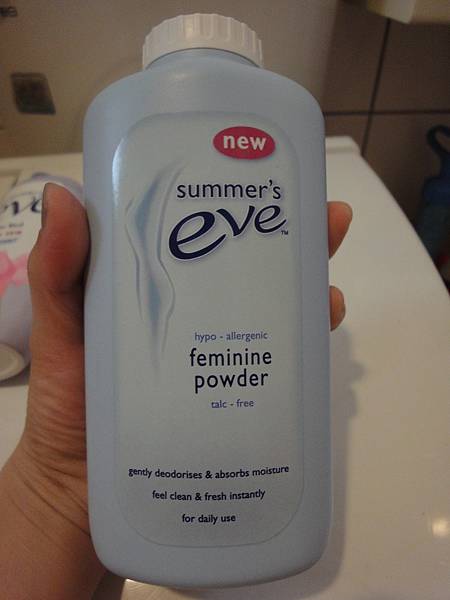 new
summer's
eve™
hypo - allergenic
feminine
powder
talc - free
gently deodorises & absorbs moisture
feel clean & fresh instantly
for daily use
eve